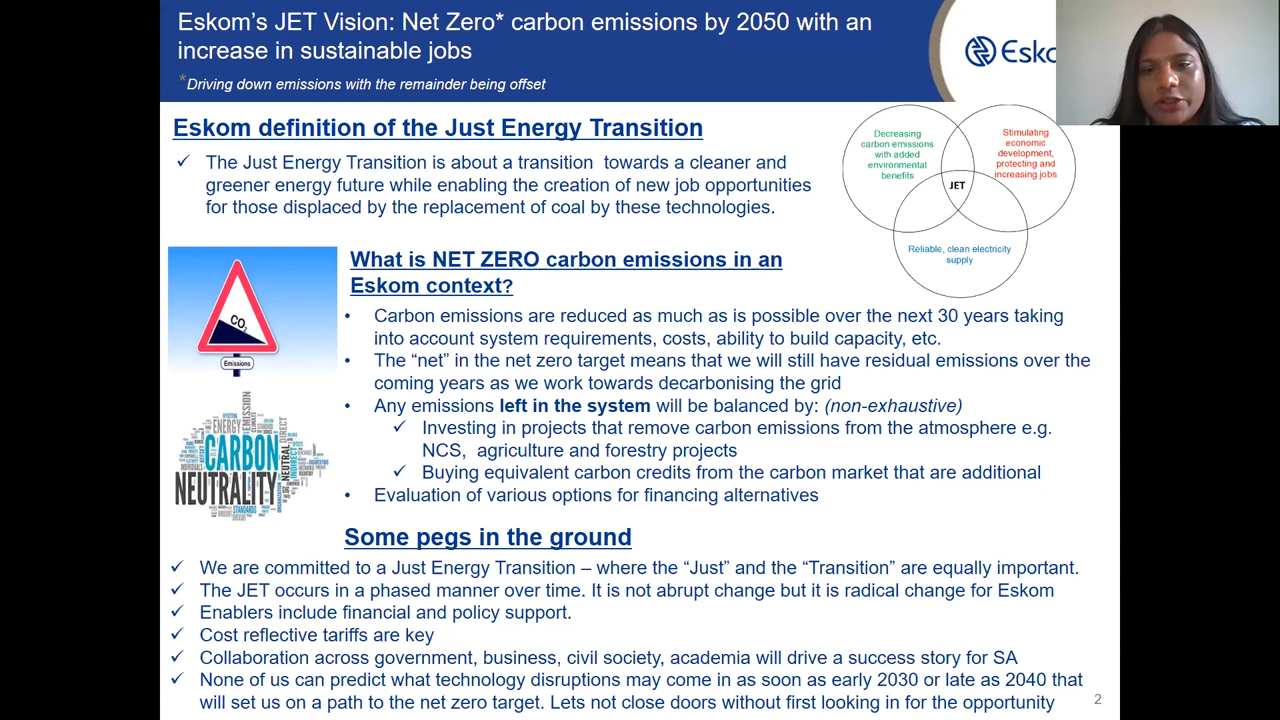 Eskom's JET Vision: Net Zero* carbon emissions by 2050 with an
increase in sustainable jobs
*Driving down emissions with the remainder being offset
Esko
Eskom definition of the Just Energy Transition
✓ The Just Energy Transition is about a transition towards a cleaner and
greener energy future while enabling the creation of new job opportunities
for those displaced by the replacement of coal by these technologies.
Decreasing
carbon emissions
with added
environmental
benefits
Stimulating
economic
development,
protecting and
increasing jobs
JET
Reliable, clean electricity
supply
CO2
Emissions
What is NET ZERO carbon emissions in an
Eskom context?
• Carbon emissions are reduced as much as is possible over the next 30 years taking
into account system requirements, costs, ability to build capacity, etc.
• The “net” in the net zero target means that we will still have residual emissions over the
coming years as we work towards decarbonising the grid
• Any emissions left in the system will be balanced by: (non-exhaustive)
✓ Investing in projects that remove carbon emissions from the atmosphere e.g.
NCS, agriculture and forestry projects
✓ Buying equivalent carbon credits from the carbon market that are additional
• Evaluation of various options for financing alternatives
EMISSION
ENERGY
CARBON
NEUTRAL
DIRECT
NEUTRALITY
STANDARDS
Some pegs in the ground
✓ We are committed to a Just Energy Transition – where the “Just” and the “Transition” are equally important.
✓ The JET occurs in a phased manner over time. It is not abrupt change but it is radical change for Eskom
✓ Enablers include financial and policy support.
✓ Cost reflective tariffs are key
✓ Collaboration across government, business, civil society, academia will drive a success story for SA
✓ None of us can predict what technology disruptions may come in as soon as early 2030 or late as 2040 that
will set us on a path to the net zero target. Lets not close doors without first looking in for the opportunity
2